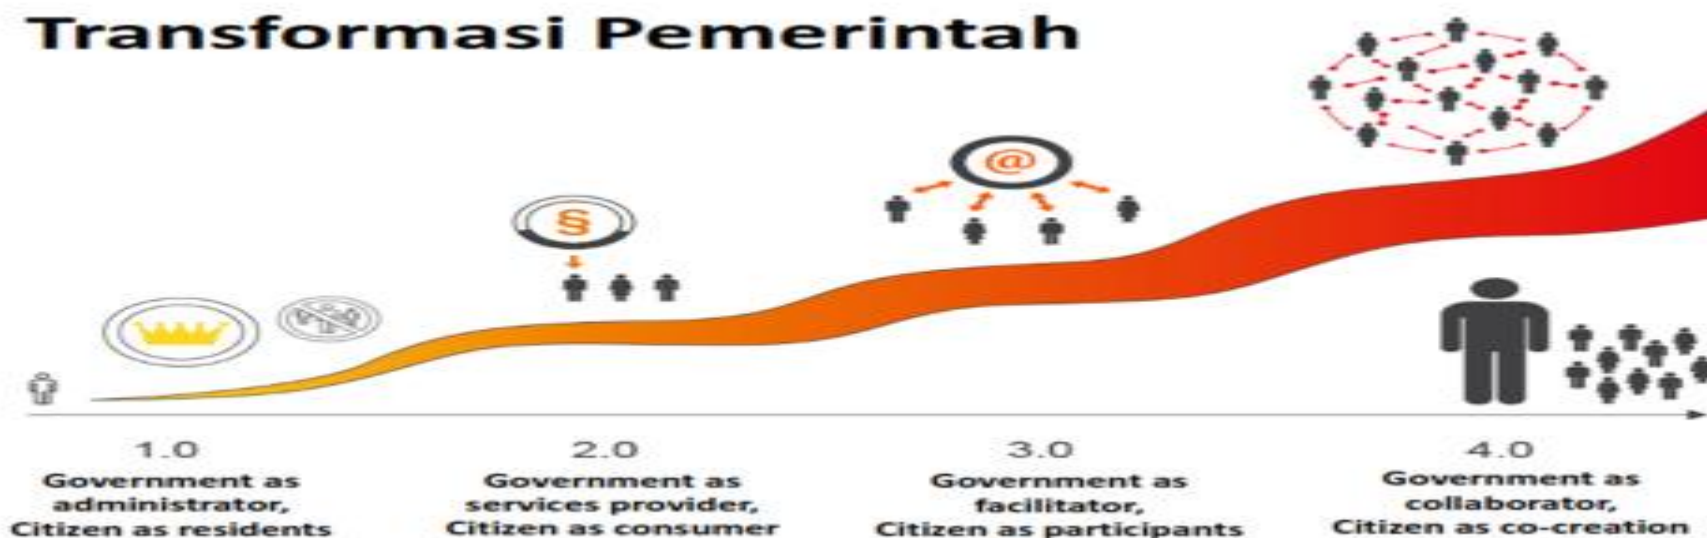 Transformasi Pemerintah
§
@
1.0
Government as
administrator,
Citizen as residents
2.0
Government as
services provider,
Citizen as consumer
3.0
Government as
facilitator,
Citizen as participants
4.0
Government as
collaborator,
Citizen as co-creation